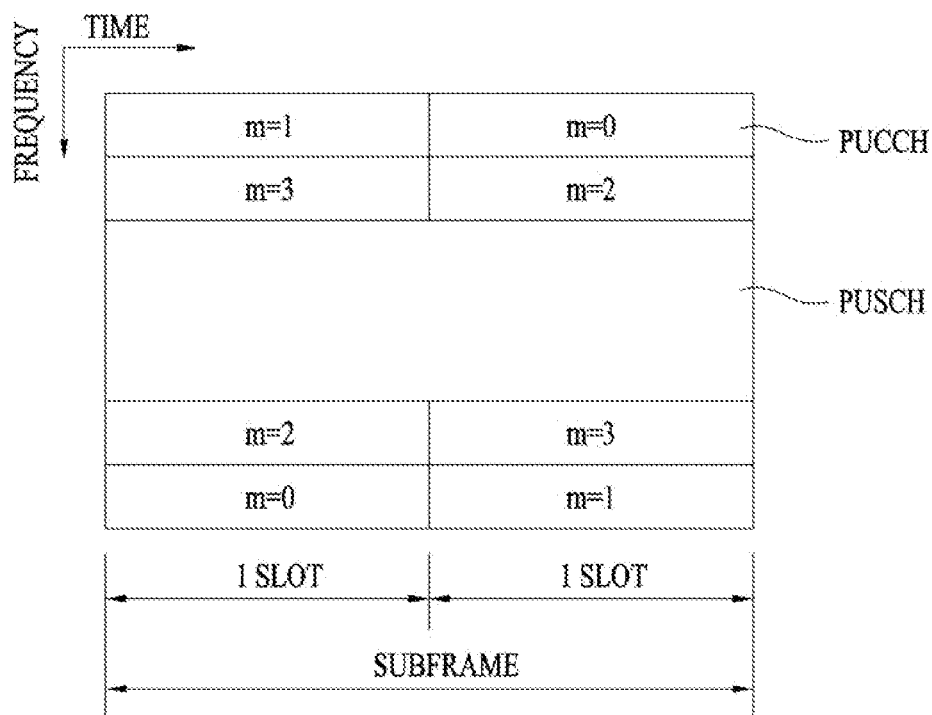 TIME
FREQUENCY
m=1 m=0
PUCCH
m=3 m=2
PUSCH
m=2 m=3
m=0 m=1
1 SLOT 1 SLOT
SUBFRAME